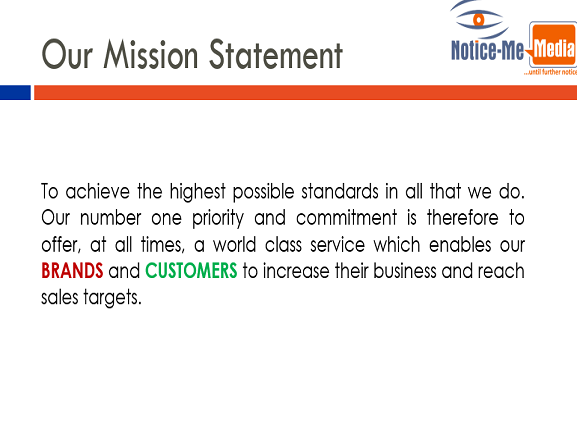 Our Mission Statement
Notice-Me Media
...until further notice
To achieve the highest possible standards in all that we do.
Our number one priority and commitment is therefore to
offer, at all times, a world class service which enables our
BRANDS and CUSTOMERS to increase their business and reach
sales targets.